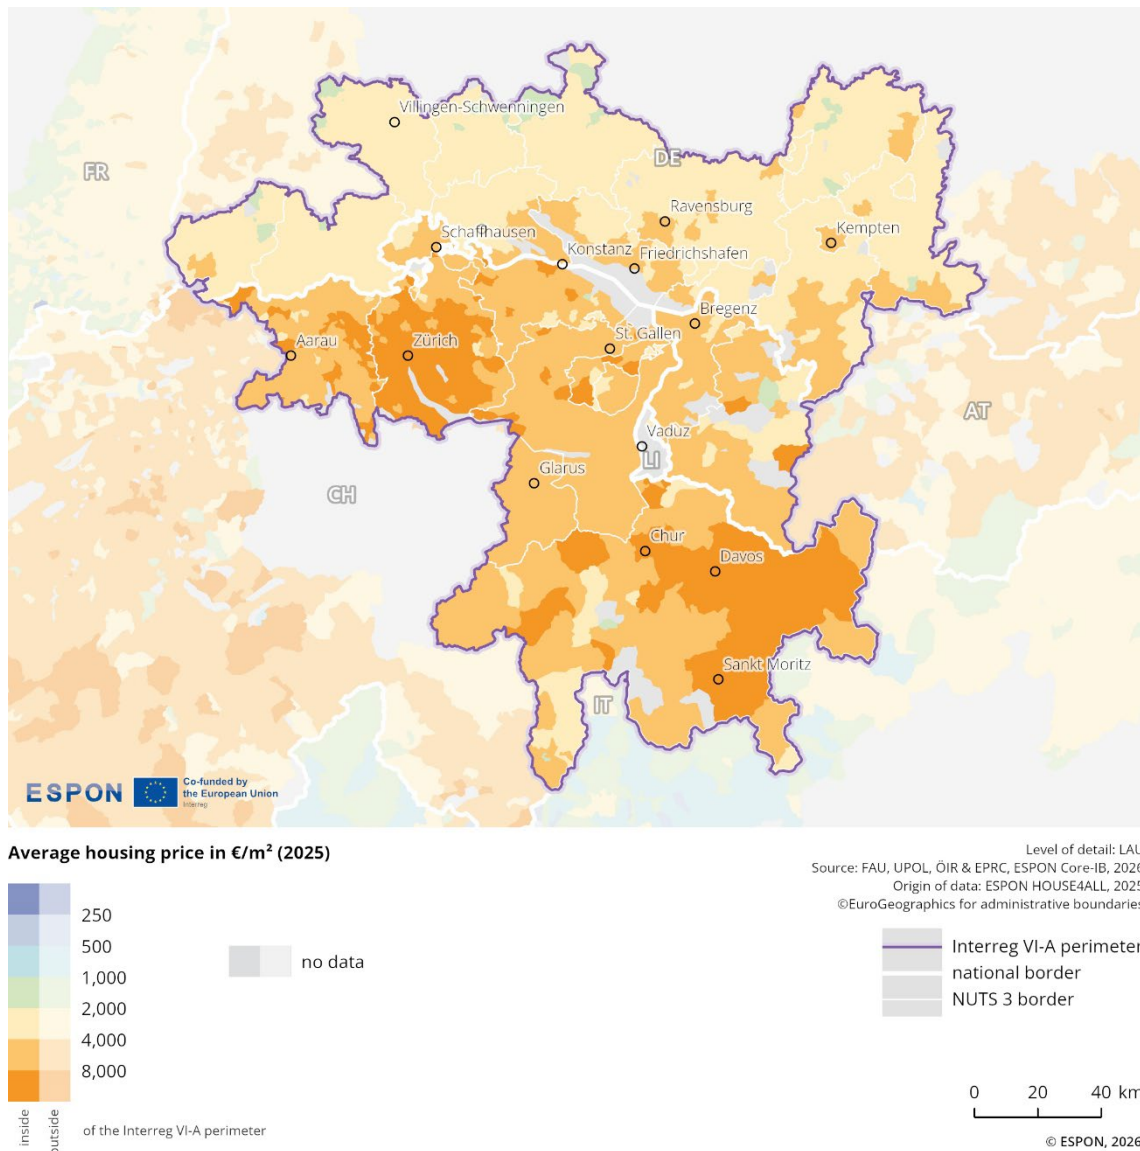 FR
Villingen-Schwenningen
DE
Ravensburg
Schaffhausen
Kempten
Konstanz
Friedrichshafen
Bregenz
Aarau
Zürich
St. Gallen
AT
Vaduz
LI
Glarus
CH
Chur
Davos
Sankt Moritz
IT
ESPON
Co-funded by
the European Union
Interreg
Average housing price in €/m² (2025)
Level of detail: LAU
Source: FAU, UPOL, ÖIR & EPRC, ESPON Core-IB, 2026
Origin of data: ESPON HOUSE4ALL, 2025
©EuroGeographics for administrative boundaries
250
500
1,000
2,000
4,000
8,000
no data
Interreg VI-A perimeter
national border
NUTS 3 border
inside
outside
of the Interreg VI-A perimeter
0 20 40 km
© ESPON, 2026